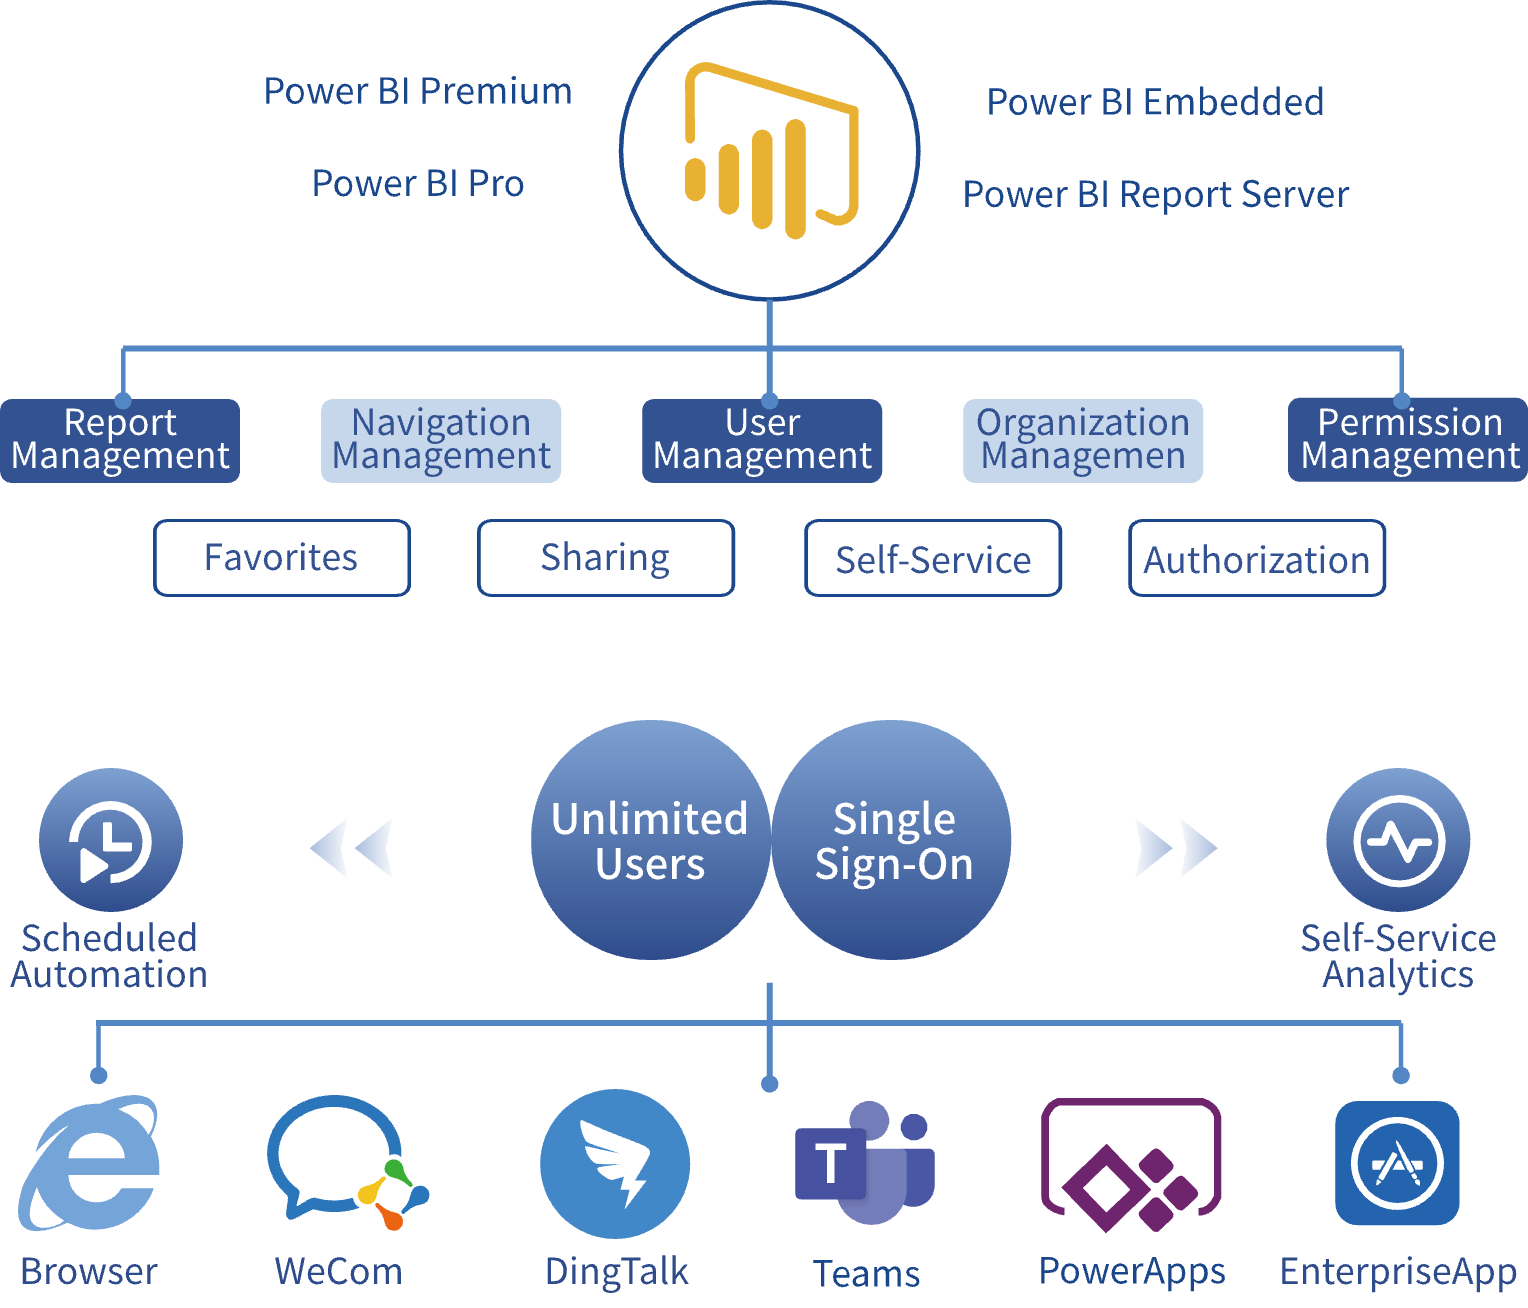 Power BI Premium
Power BI Embedded
Power BI Pro
Power BI Report Server
Report
Management
Navigation
Management
User
Management
Organization
Managemen
Permission
Management
Favorites
Sharing
Self-Service
Authorization
Unlimited
Users
Single
Sign-On
Scheduled
Automation
Self-Service
Analytics
T
Browser
WeCom
DingTalk
Teams
PowerApps
EnterpriseApp